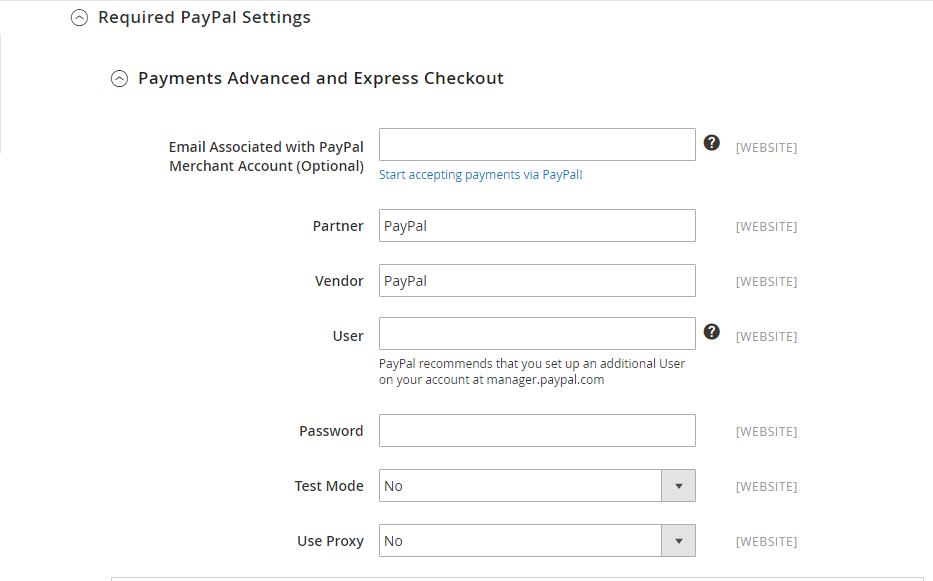 Required PayPal Settings
Payments Advanced and Express Checkout
Email Associated with PayPal
Merchant Account (Optional)
[WEBSITE]
Start accepting payments via PayPal!
Partner
PayPal
[WEBSITE]
Vendor
PayPal
[WEBSITE]
User
[WEBSITE]
PayPal recommends that you set up an additional User
on your account at manager.paypal.com
Password
[WEBSITE]
Test Mode
No
[WEBSITE]
Use Proxy
No
[WEBSITE]